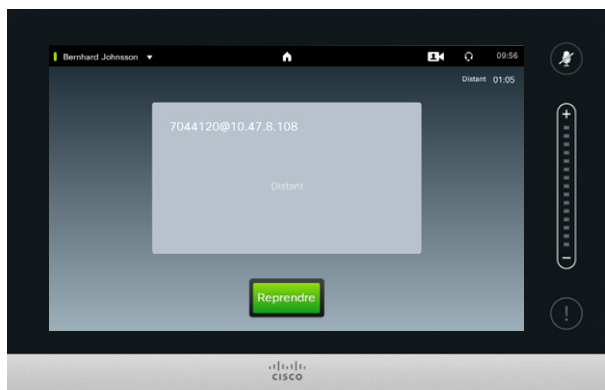 Bernhard Johnsson
09:56
Distant 01:05
7044120@10.47.8.108
Distant
Reprendre
CISCO